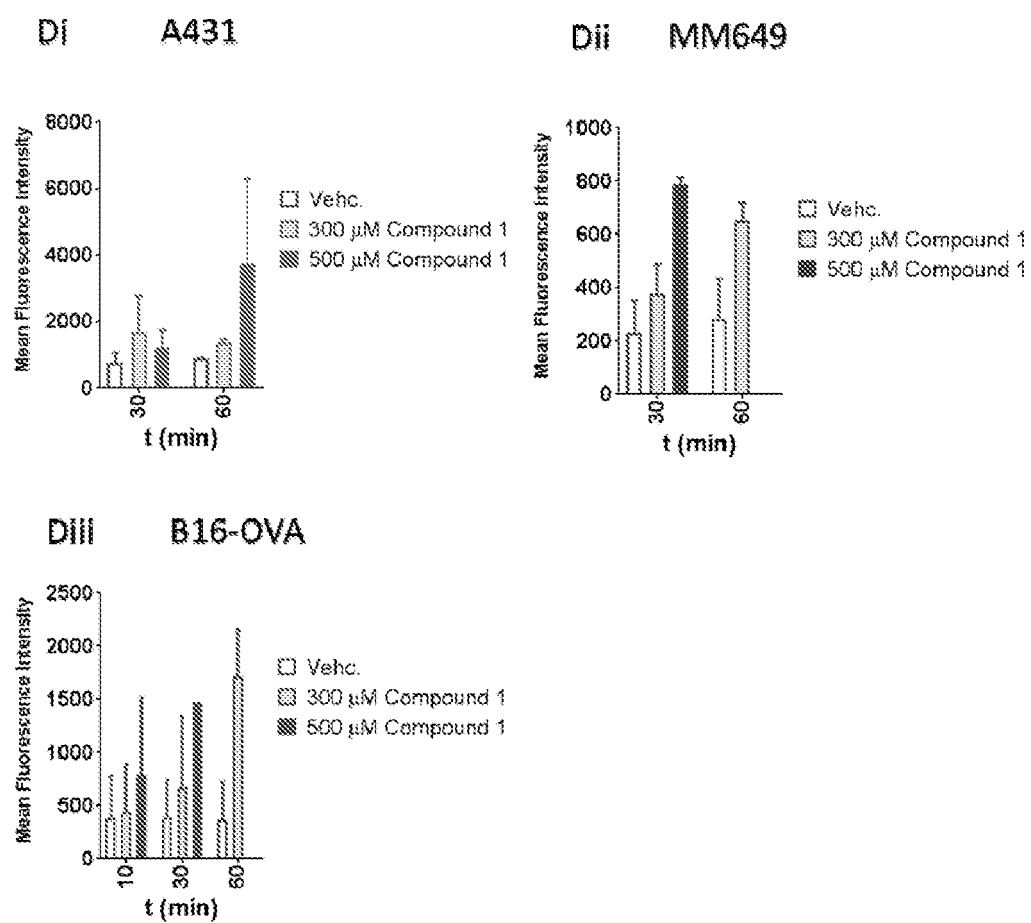 Di A431
Mean Fluorescence Intensity
8000
6000
4000
2000
0
30 60
t (min)
Vehc.
300 µM Compound 1
500 µM Compound 1
Dii MM649
Mean Fluorescence Intensity
1000
800
600
400
200
0
30 60
t (min)
Vehc.
300 µM Compound 1
500 µM Compound 1
Diii B16-OVA
Mean Fluorescence Intensity
2500
2000
1500
1000
500
0
10 30 60
t (min)
Vehc.
300 µM Compound 1
500 µM Compound 1